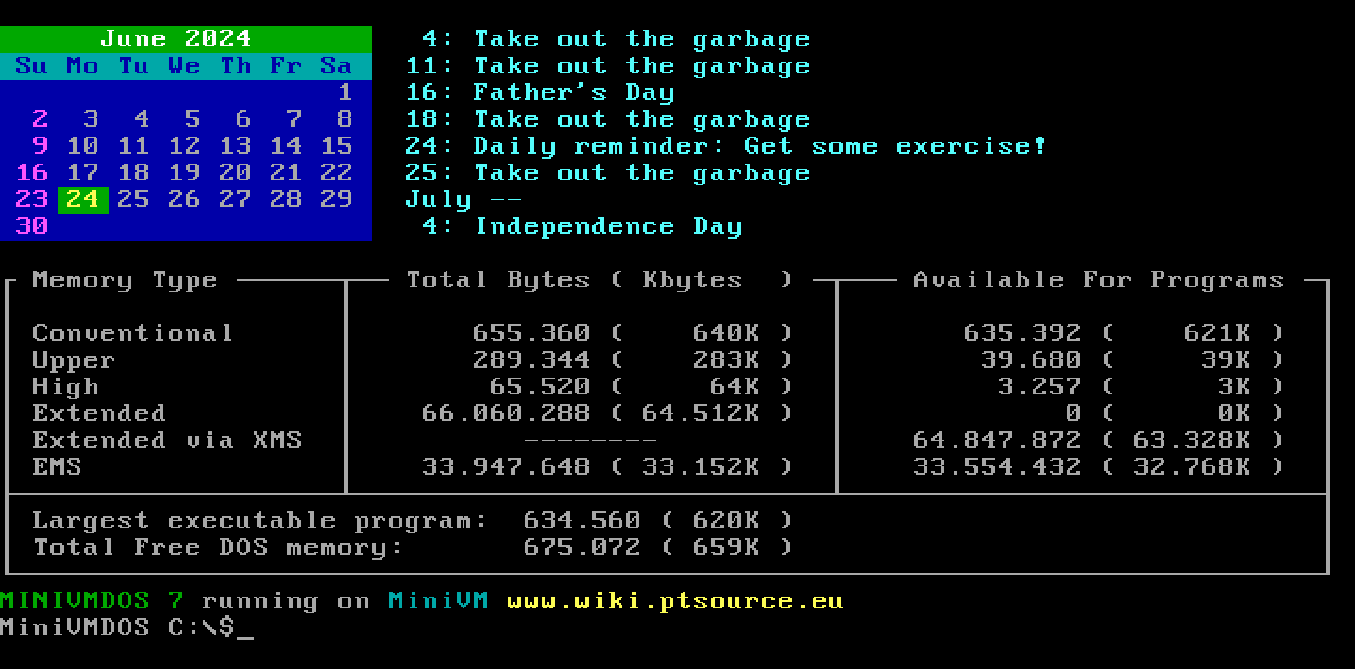 June 2024
Su Mo Tu We Th Fr Sa
1
2 3 4 5 6 7 8
9 10 11 12 13 14 15
16 17 18 19 20 21 22
23 24 25 26 27 28 29
30
4: Take out the garbage
11: Take out the garbage
16: Father's Day
18: Take out the garbage
24: Daily reminder: Get some exercise!
25: Take out the garbage
July --
4: Independence Day
Memory Type Total Bytes ( Kbytes ) Available For Programs
Conventional 655.360 ( 640K ) 635.392 ( 621K )
Upper 289.344 ( 283K ) 39.680 ( 39K )
High 65.520 ( 64K ) 3.257 ( 3K )
Extended 66.060.288 ( 64.512K ) 0 ( 0K )
Extended via XMS -------- 64.847.872 ( 63.328K )
EMS 33.947.648 ( 33.152K ) 33.554.432 ( 32.768K )
Largest executable program: 634.560 ( 620K )
Total Free DOS memory: 675.072 ( 659K )
MINIVMDOS 7 running on MiniVM www.wiki.ptsource.eu
MiniVMDOS C:\$_